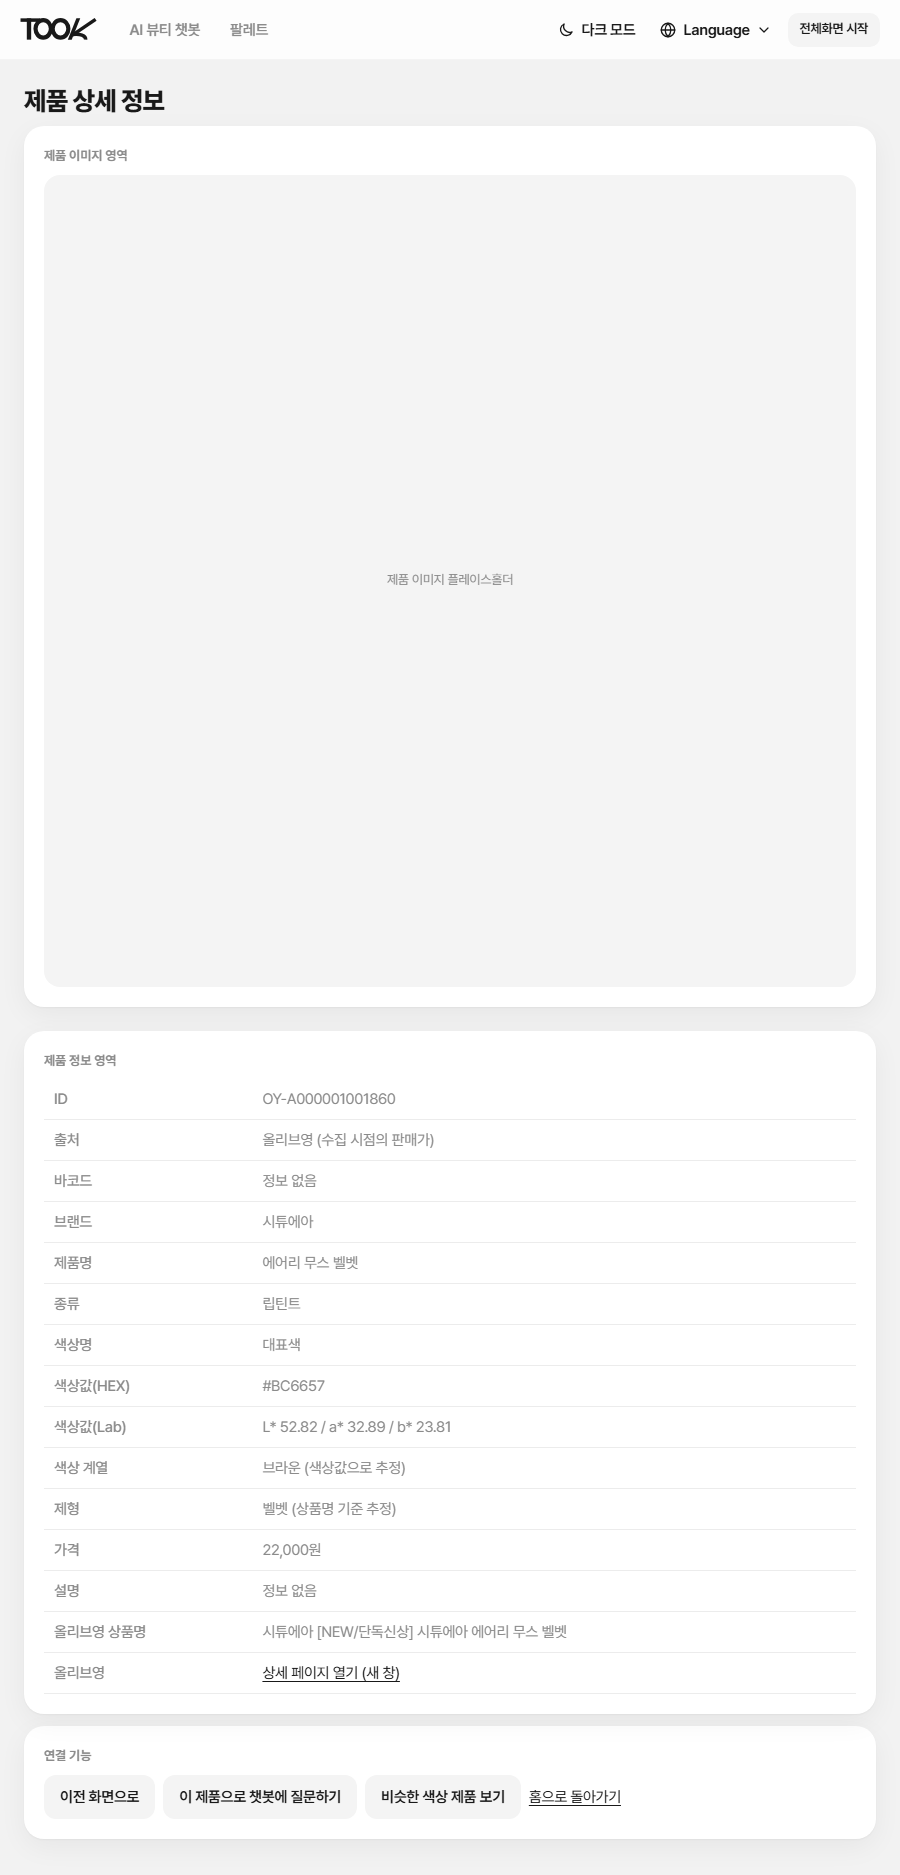 TOOK AI 뷰티 챗봇 팔레트 다크 모드 Language 전체화면 시작
제품 상세 정보
제품 이미지 영역
제품 이미지 플레이스홀더
제품 정보 영역
ID OY-A000001001860
출처 올리브영 (수집 시점의 판매가)
바코드 정보 없음
브랜드 시튜에아
제품명 에어리 무스 벨벳
종류 립틴트
색상명 대표색
색상값(HEX) #BC6657
색상값(Lab) L* 52.82 / a* 32.89 / b* 23.81
색상 계열 브라운 (색상값으로 추정)
제형 벨벳 (상품명 기준 추정)
가격 22,000원
설명 정보 없음
올리브영 상품명 시튜에아 [NEW/단독신상] 시튜에아 에어리 무스 벨벳
올리브영 상세 페이지 열기 (새 창)
연결 기능
이전 화면으로 이 제품으로 챗봇에 질문하기 비슷한 색상 제품 보기 홈으로 돌아가기